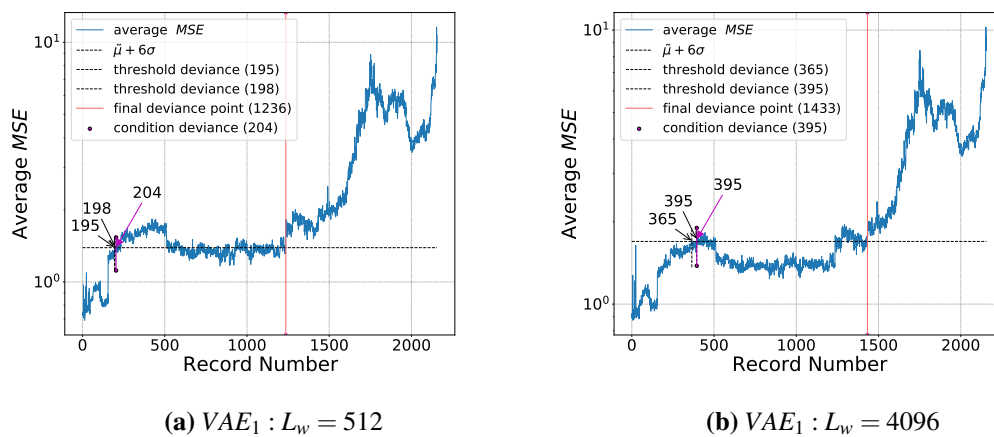 average MSE
μ̃ + 6σ
threshold deviance (195)
threshold deviance (198)
final deviance point (1236)
condition deviance (204)
10¹
10⁰
Average MSE
204
198
195
0 500 1000 1500 2000
Record Number
(a) VAE₁ : L_w = 512
average MSE
μ̃ + 6σ
threshold deviance (365)
threshold deviance (395)
final deviance point (1433)
condition deviance (395)
10¹
10⁰
Average MSE
395
395
365
0 500 1000 1500 2000
Record Number
(b) VAE₁ : L_w = 4096